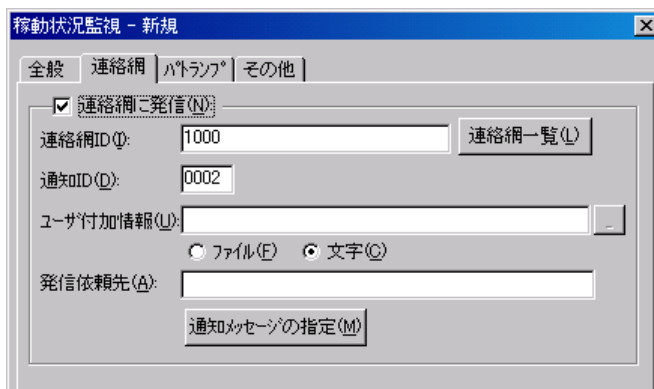 稼動状況監視 - 新規
全般 連絡網 ﾊﾟﾄﾗﾝﾌﾟ その他
連絡網に発信(N):
連絡網ID(I): 1000 連絡網一覧(L)
通知ID(D): 0002
ﾕｰｻﾞ付加情報(U): _
ﾌｧｲﾙ(F) 文字(C)
発信依頼先(A):
通知ﾒｯｾｰｼﾞの指定(M)